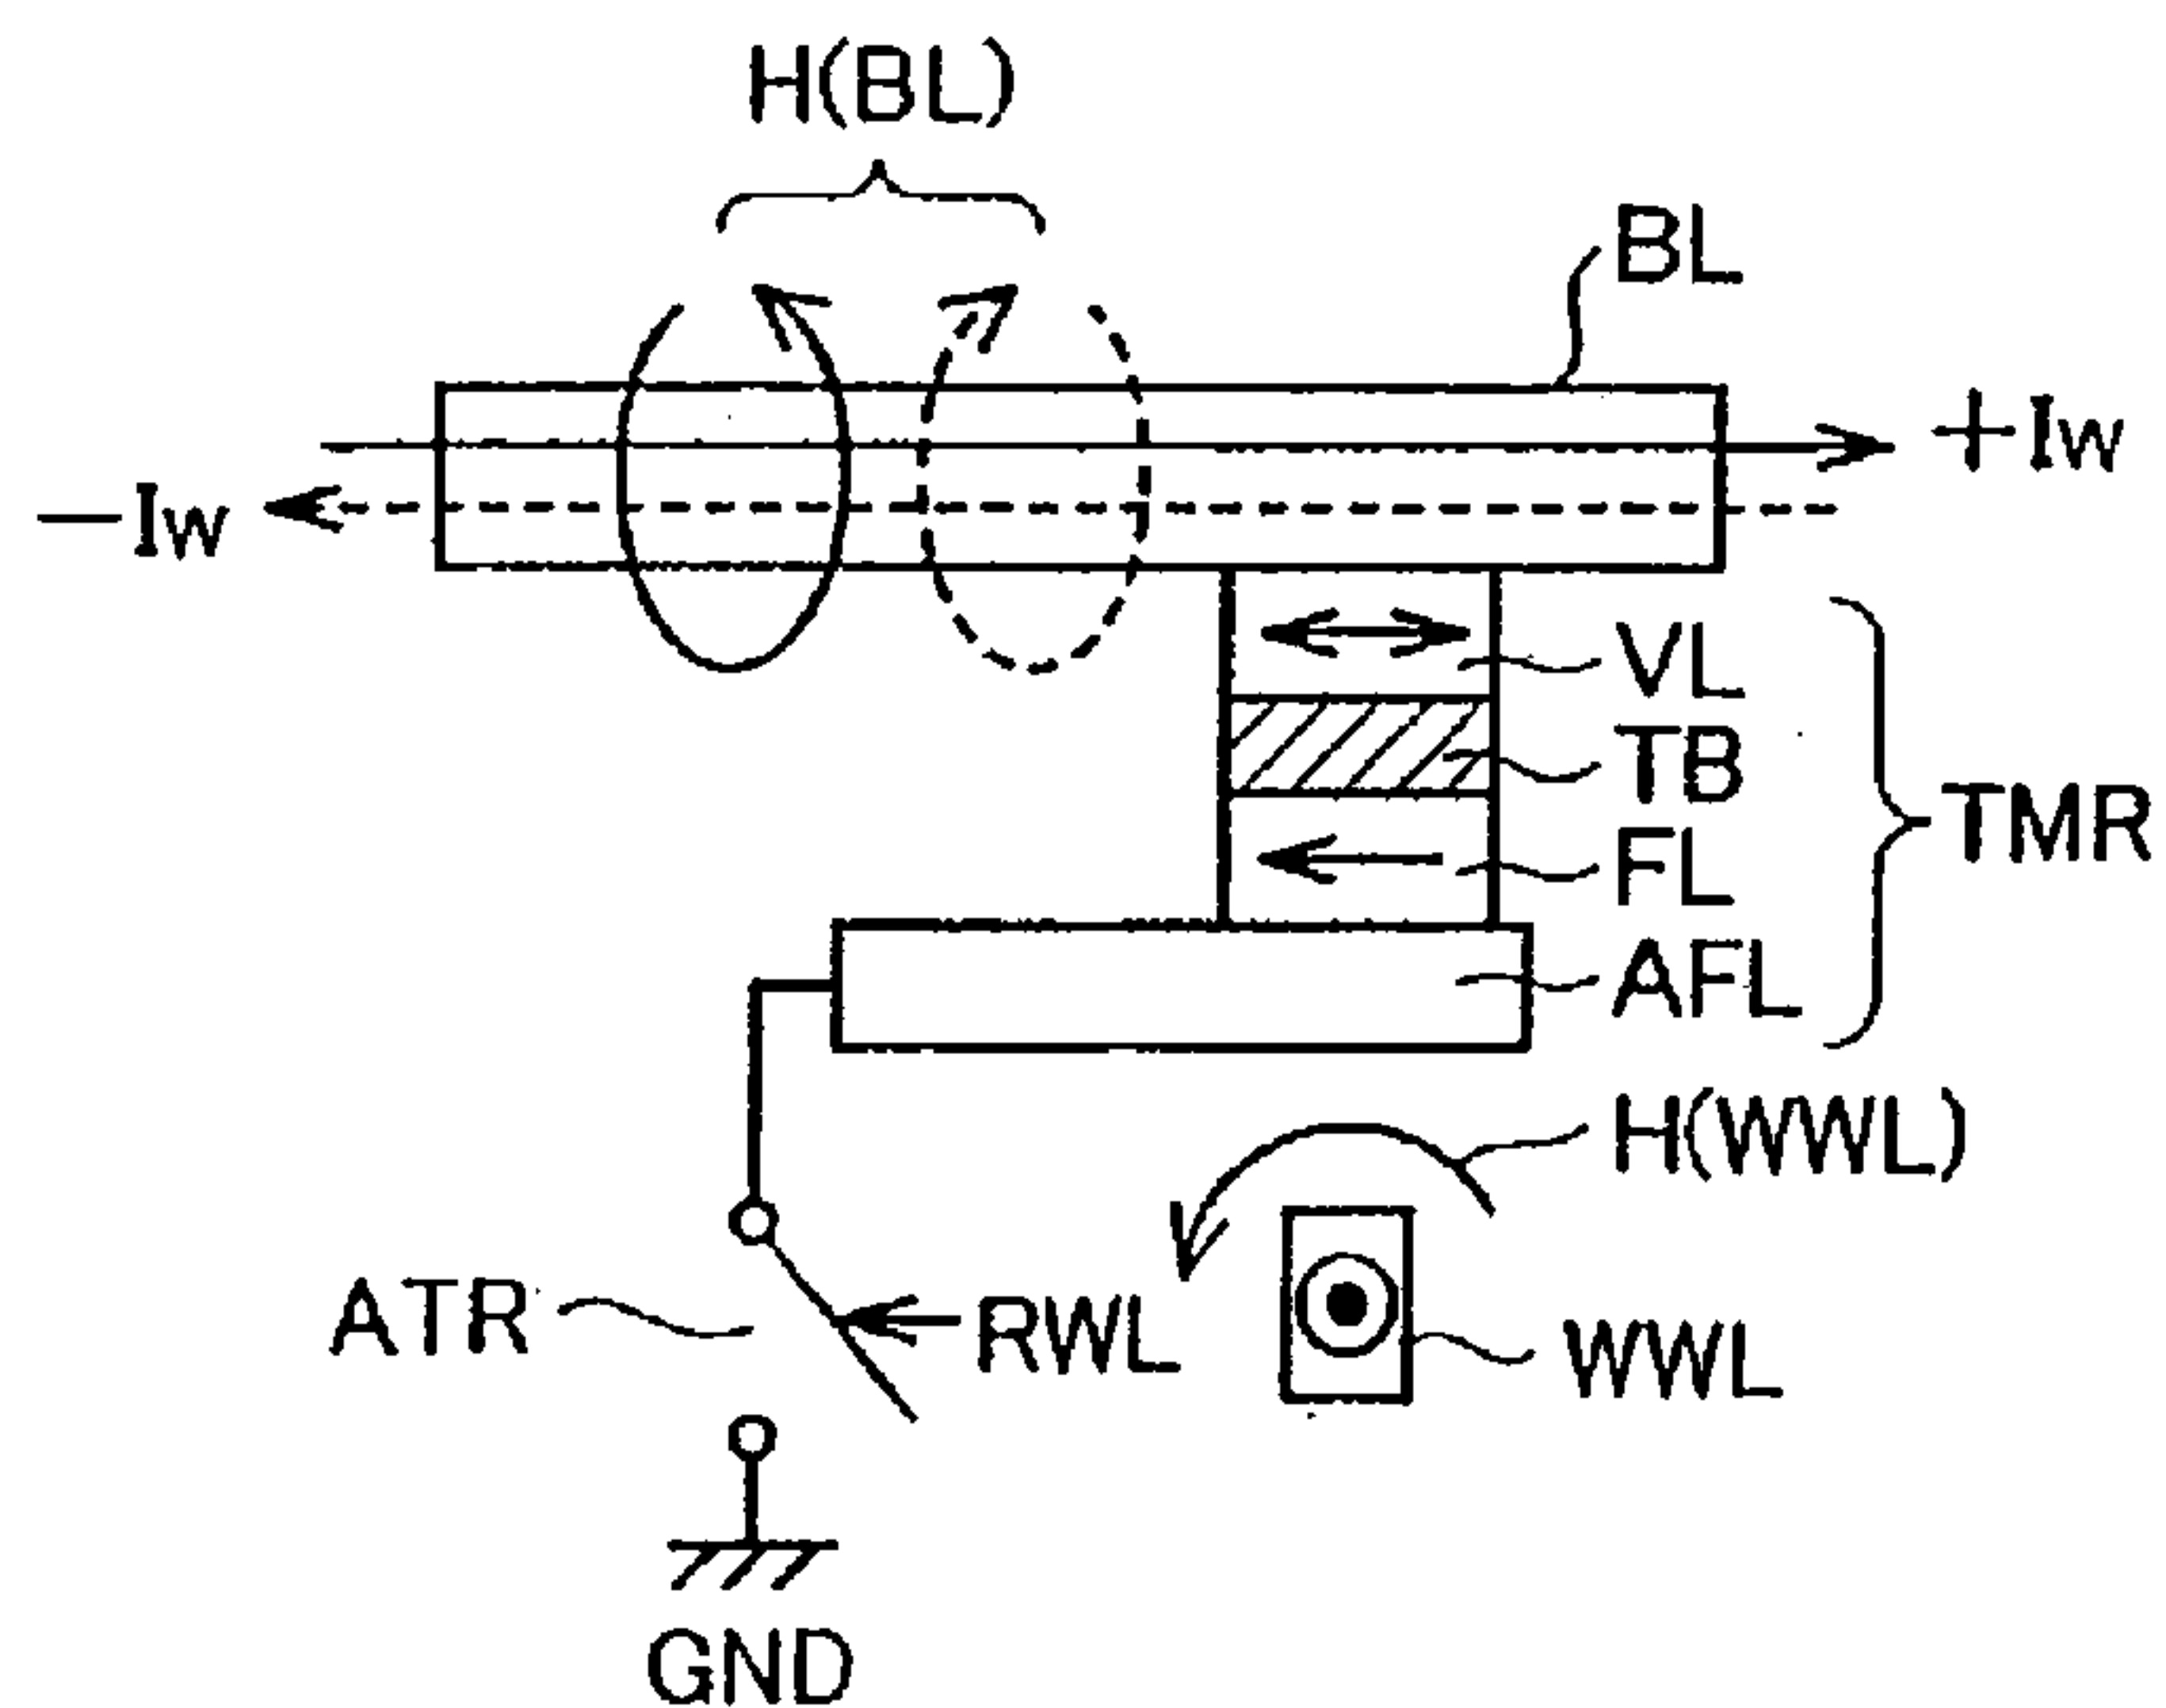 H(BL)
BL
+Iw
−Iw
VL
TB
TMR
FL
AFL
H(WWL)
ATR
RWL
WWL
GND